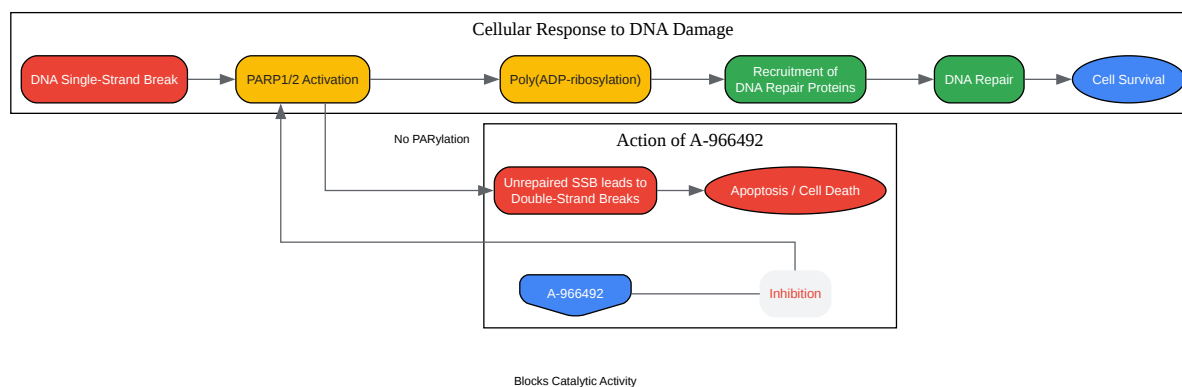 Cellular Response to DNA Damage
DNA Single-Strand Break
PARP1/2 Activation
Poly(ADP-ribosylation)
Recruitment of
DNA Repair Proteins
DNA Repair
Cell Survival
No PARylation
Action of A-966492
Unrepaired SSB leads to
Double-Strand Breaks
Apoptosis / Cell Death
A-966492
Inhibition
Blocks Catalytic Activity